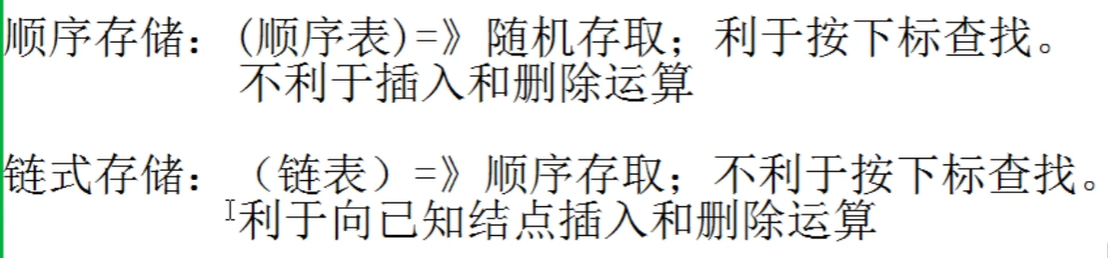 顺序存储：(顺序表)=》随机存取；利于按下标查找。
不利于插入和删除运算
链式存储：（链表）=》顺序存取；不利于按下标查找。
利于向已知结点插入和删除运算